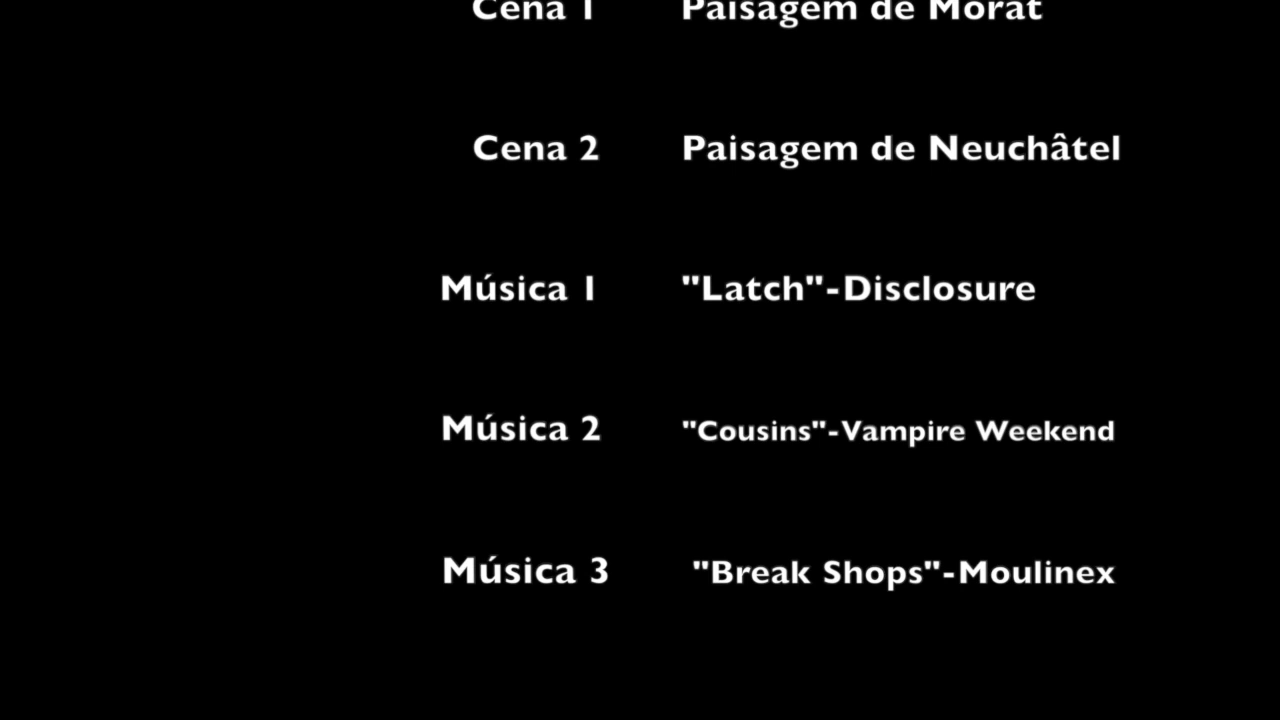 Cena 1 Paisagem de Morat
Cena 2 Paisagem de Neuchâtel
Música 1 "Latch"-Disclosure
Música 2 "Cousins"-Vampire Weekend
Música 3 "Break Shops"-Moulinex